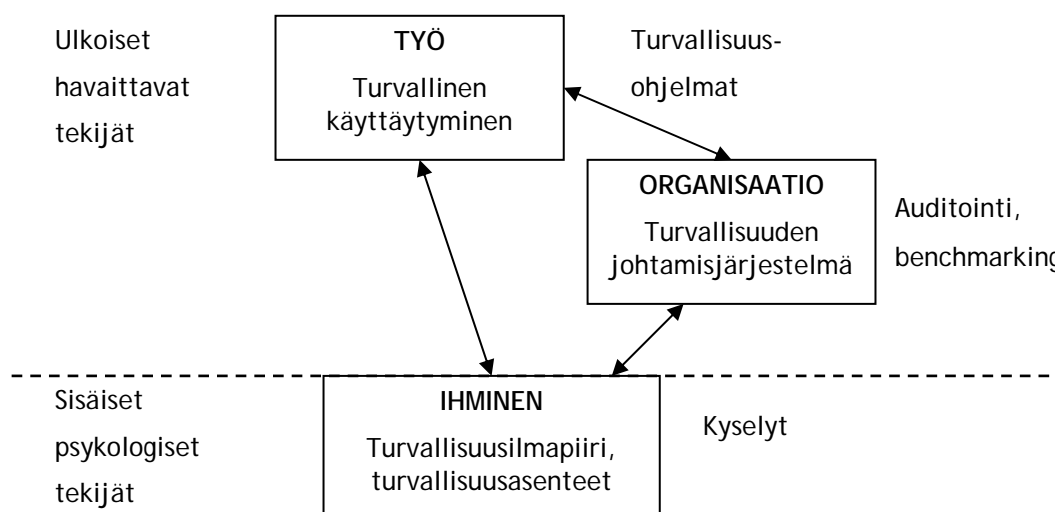 Ulkoiset
havaittavat
tekijät
TYÖ
Turvallinen
käyttäytyminen
Turvallisuus-
ohjelmat
ORGANISAATIO
Turvallisuuden
johtamisjärjestelmä
Auditointi,
benchmarking
Sisäiset
psykologiset
tekijät
IHMINEN
Turvallisuusilmapiiri,
turvallisuusasenteet
Kyselyt